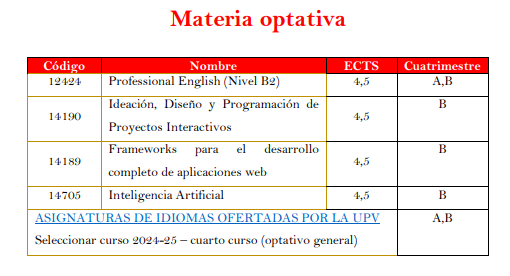 Materia optativa
Código Nombre ECTS Cuatrimestre
12424 Professional English (Nivel B2) 4,5 A,B
14190 Ideación, Diseño y Programación de Proyectos Interactivos 4,5 B
14189 Frameworks para el desarrollo completo de aplicaciones web 4,5 B
14705 Inteligencia Artificial 4,5 B
ASIGNATURAS DE IDIOMAS OFERTADAS POR LA UPV A,B
Seleccionar curso 2024-25 – cuarto curso (optativo general)